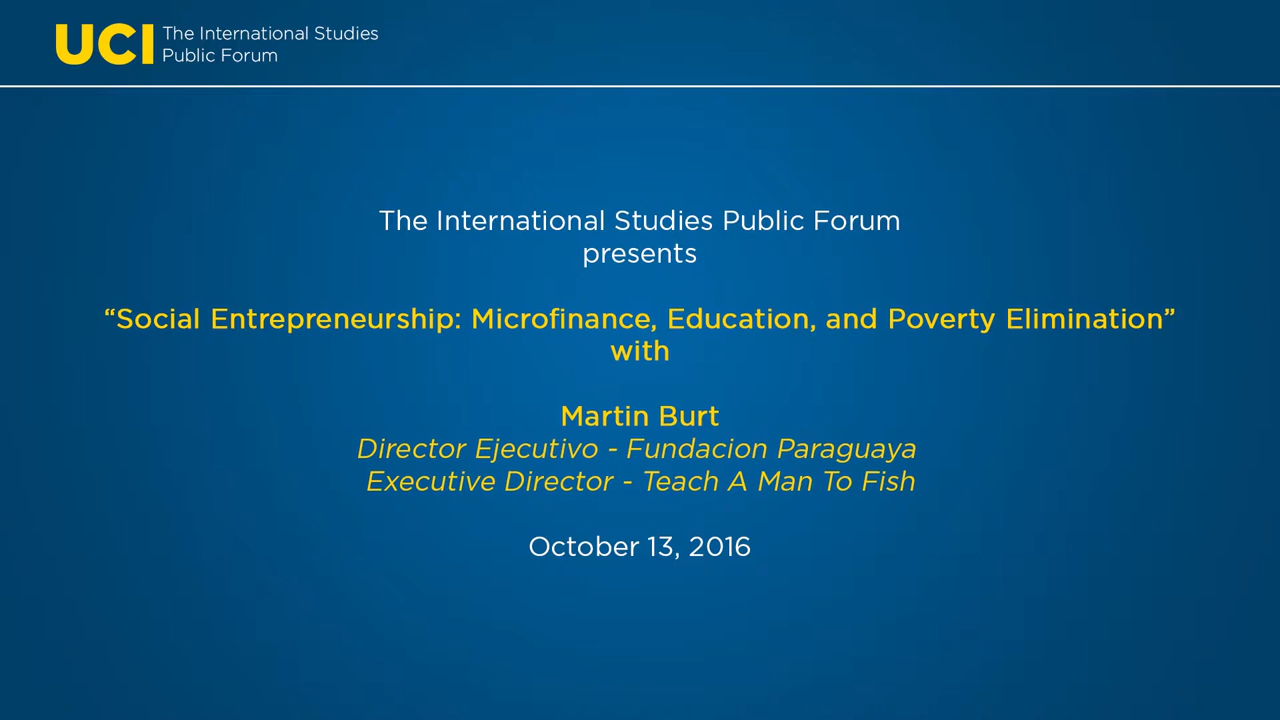 UCI The International Studies
Public Forum
The International Studies Public Forum
presents
“Social Entrepreneurship: Microfinance, Education, and Poverty Elimination”
with
Martin Burt
Director Ejecutivo - Fundacion Paraguaya
Executive Director - Teach A Man To Fish
October 13, 2016